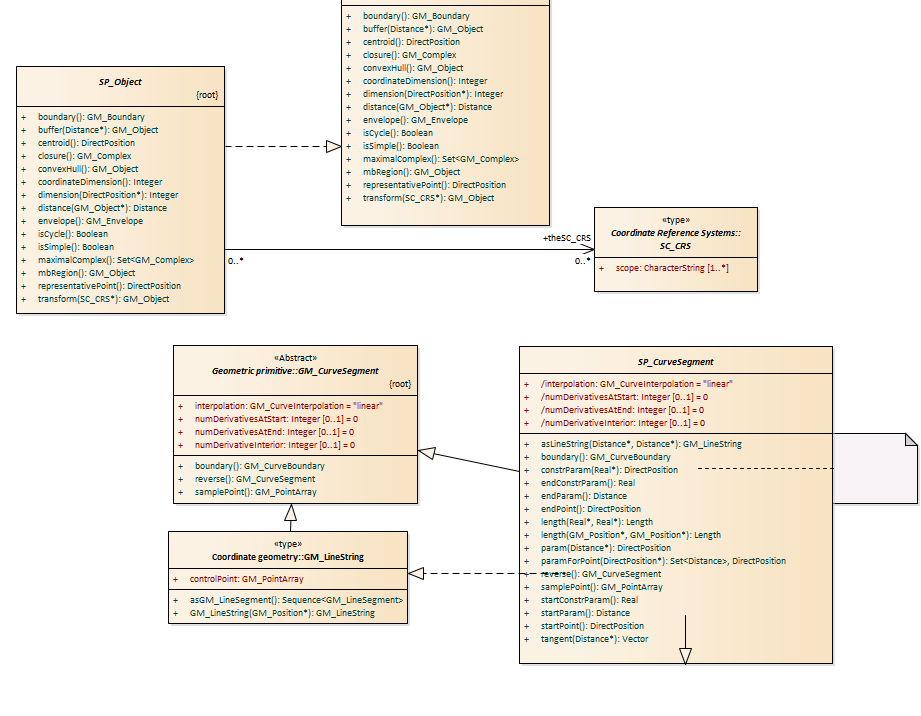 + boundary(): GM_Boundary
+ buffer(Distance*): GM_Object
+ centroid(): DirectPosition
+ closure(): GM_Complex
+ convexHull(): GM_Object
+ coordinateDimension(): Integer
+ dimension(DirectPosition*): Integer
+ distance(GM_Object*): Distance
+ envelope(): GM_Envelope
+ isCycle(): Boolean
+ isSimple(): Boolean
+ maximalComplex(): Set<GM_Complex>
+ mbRegion(): GM_Object
+ representativePoint(): DirectPosition
+ transform(SC_CRS*): GM_Object
SP_Object
{root}
+ boundary(): GM_Boundary
+ buffer(Distance*): GM_Object
+ centroid(): DirectPosition
+ closure(): GM_Complex
+ convexHull(): GM_Object
+ coordinateDimension(): Integer
+ dimension(DirectPosition*): Integer
+ distance(GM_Object*): Distance
+ envelope(): GM_Envelope
+ isCycle(): Boolean
+ isSimple(): Boolean
+ maximalComplex(): Set<GM_Complex>
+ mbRegion(): GM_Object
+ representativePoint(): DirectPosition
+ transform(SC_CRS*): GM_Object
+theSC_CRS
0..*
0..*
«type»
Coordinate Reference Systems::
SC_CRS
+ scope: CharacterString [1..*]
«Abstract»
Geometric primitive::GM_CurveSegment
{root}
+ interpolation: GM_CurveInterpolation = "linear"
+ numDerivativesAtStart: Integer [0..1] = 0
+ numDerivativesAtEnd: Integer [0..1] = 0
+ numDerivativeInterior: Integer [0..1] = 0
+ boundary(): GM_CurveBoundary
+ reverse(): GM_CurveSegment
+ samplePoint(): GM_PointArray
«type»
Coordinate geometry::GM_LineString
+ controlPoint: GM_PointArray
+ asGM_LineSegment(): Sequence<GM_LineSegment>
+ GM_LineString(GM_Position*): GM_LineString
SP_CurveSegment
+ /interpolation: GM_CurveInterpolation = "linear"
+ /numDerivativesAtStart: Integer [0..1] = 0
+ /numDerivativesAtEnd: Integer [0..1] = 0
+ /numDerivativeInterior: Integer [0..1] = 0
+ asLineString(Distance*, Distance*): GM_LineString
+ boundary(): GM_CurveBoundary
+ constrParam(Real*): DirectPosition
+ endConstrParam(): Real
+ endParam(): Distance
+ endPoint(): DirectPosition
+ length(Real*, Real*): Length
+ length(GM_Position*, GM_Position*): Length
+ param(Distance*): DirectPosition
+ paramForPoint(DirectPosition*): Set<Distance>, DirectPosition
+ reverse(): GM_CurveSegment
+ samplePoint(): GM_PointArray
+ startConstrParam(): Real
+ startParam(): Distance
+ startPoint(): DirectPosition
+ tangent(Distance*): Vector